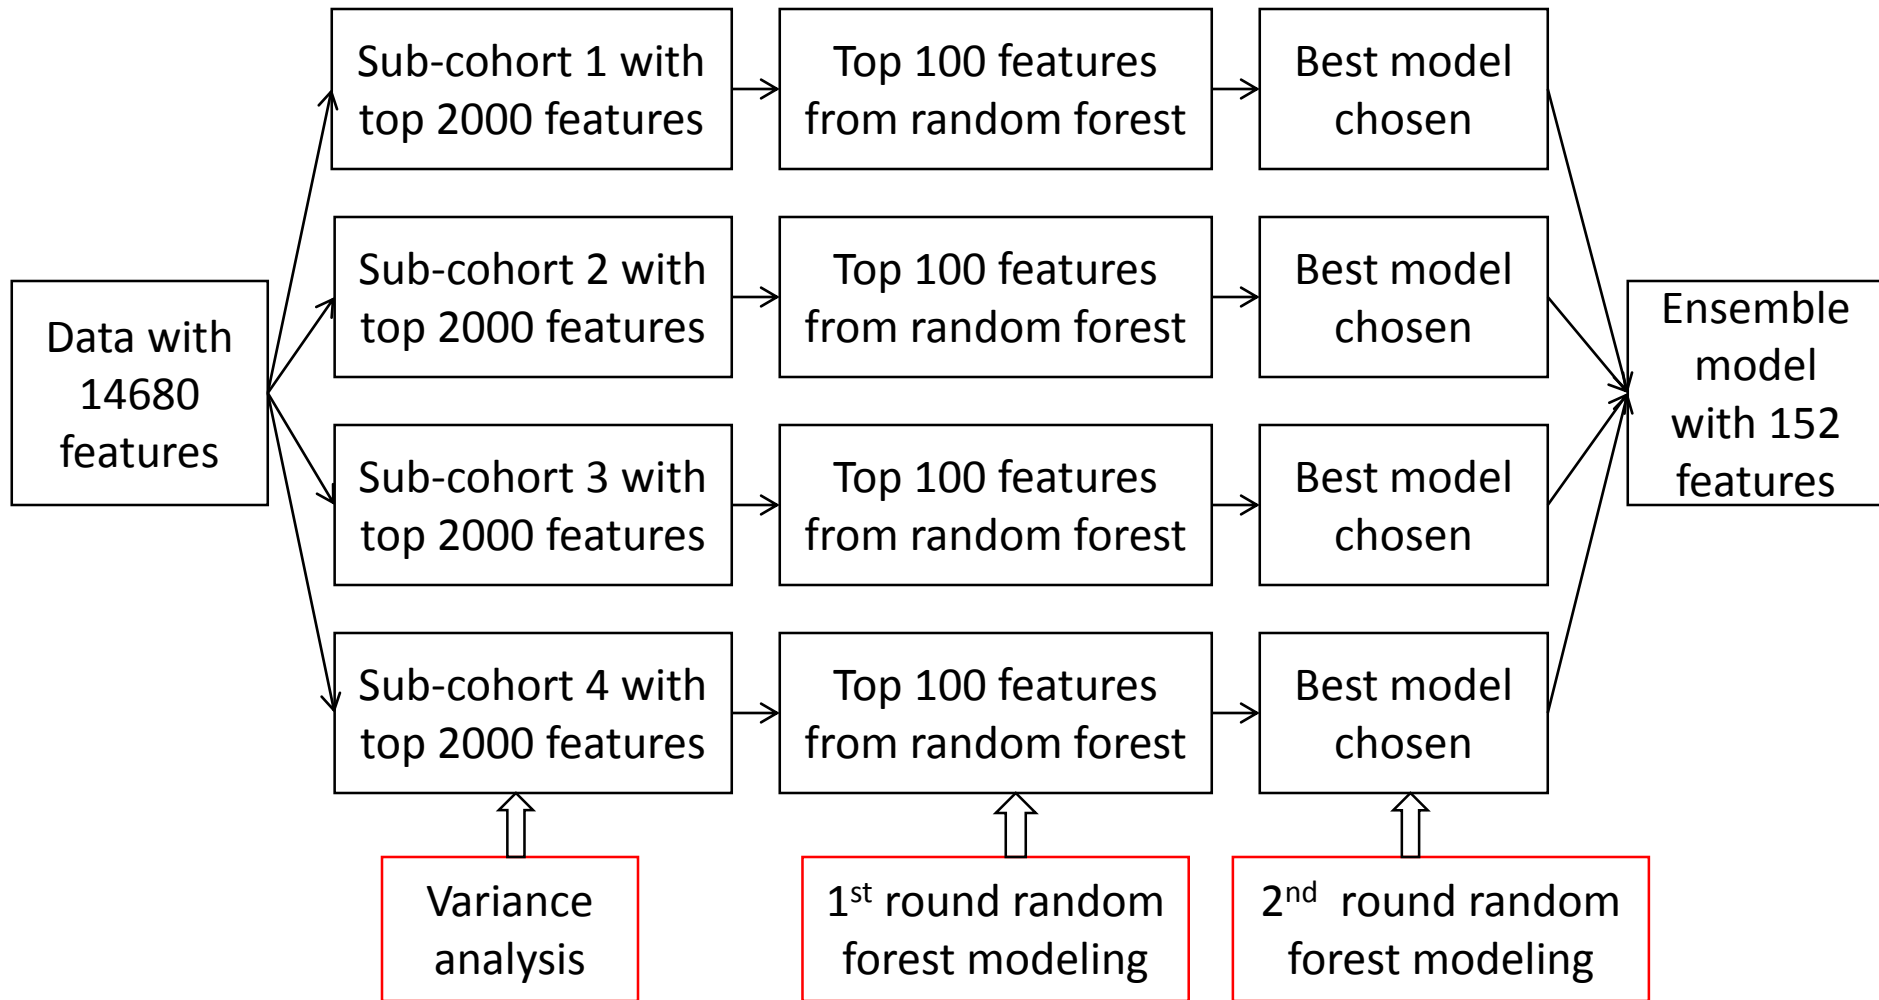 Data with
14680
features
Sub-cohort 1 with
top 2000 features
Top 100 features
from random forest
Best model
chosen
Sub-cohort 2 with
top 2000 features
Top 100 features
from random forest
Best model
chosen
Sub-cohort 3 with
top 2000 features
Top 100 features
from random forest
Best model
chosen
Sub-cohort 4 with
top 2000 features
Top 100 features
from random forest
Best model
chosen
Ensemble
model
with 152
features
Variance
analysis
1st round random
forest modeling
2nd round random
forest modeling